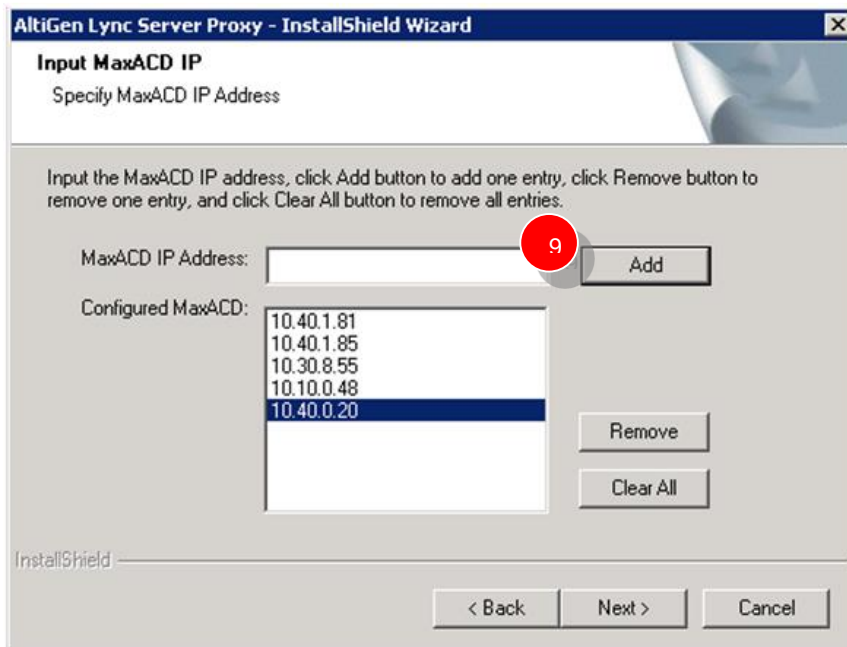 AltiGen Lync Server Proxy - InstallShield Wizard
Input MaxACD IP
Specify MaxACD IP Address
Input the MaxACD IP address, click Add button to add one entry, click Remove button to
remove one entry, and click Clear All button to remove all entries.
MaxACD IP Address:
9
Add
Configured MaxACD:
10.40.1.81
10.40.1.85
10.30.8.55
10.10.0.48
10.40.0.20
Remove
Clear All
InstallShield
< Back
Next >
Cancel